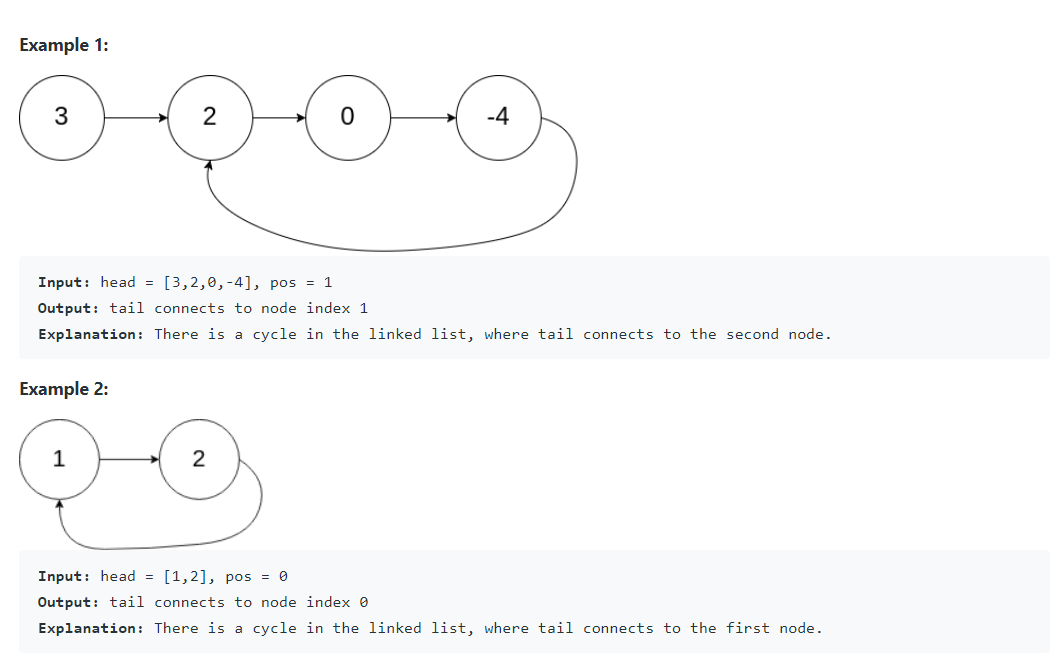 Example 1:
3 2 0 -4
Input: head = [3,2,0,-4], pos = 1
Output: tail connects to node index 1
Explanation: There is a cycle in the linked list, where tail connects to the second node.
Example 2:
1 2
Input: head = [1,2], pos = 0
Output: tail connects to node index 0
Explanation: There is a cycle in the linked list, where tail connects to the first node.